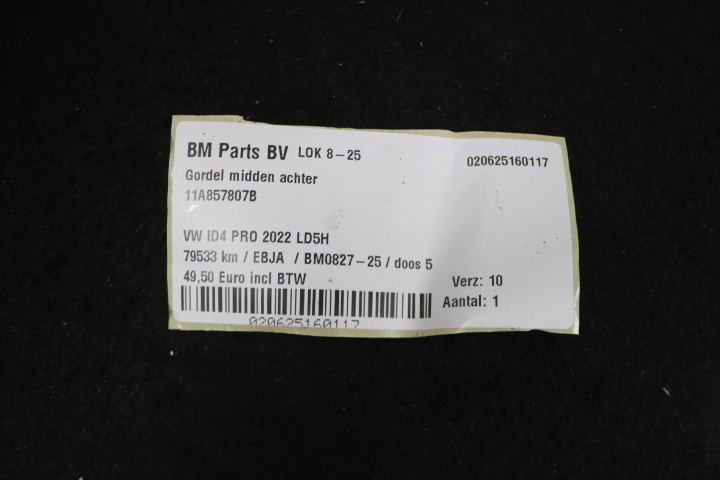 BM Parts BV LOK 8-25 020625160117
Gordel midden achter
11A857807B
VW ID4 PRO 2022 LD5H
79533 km / EBJA / BM0827-25 / doos 5
49,50 Euro incl BTW Verz: 10
Aantal: 1
020625160117